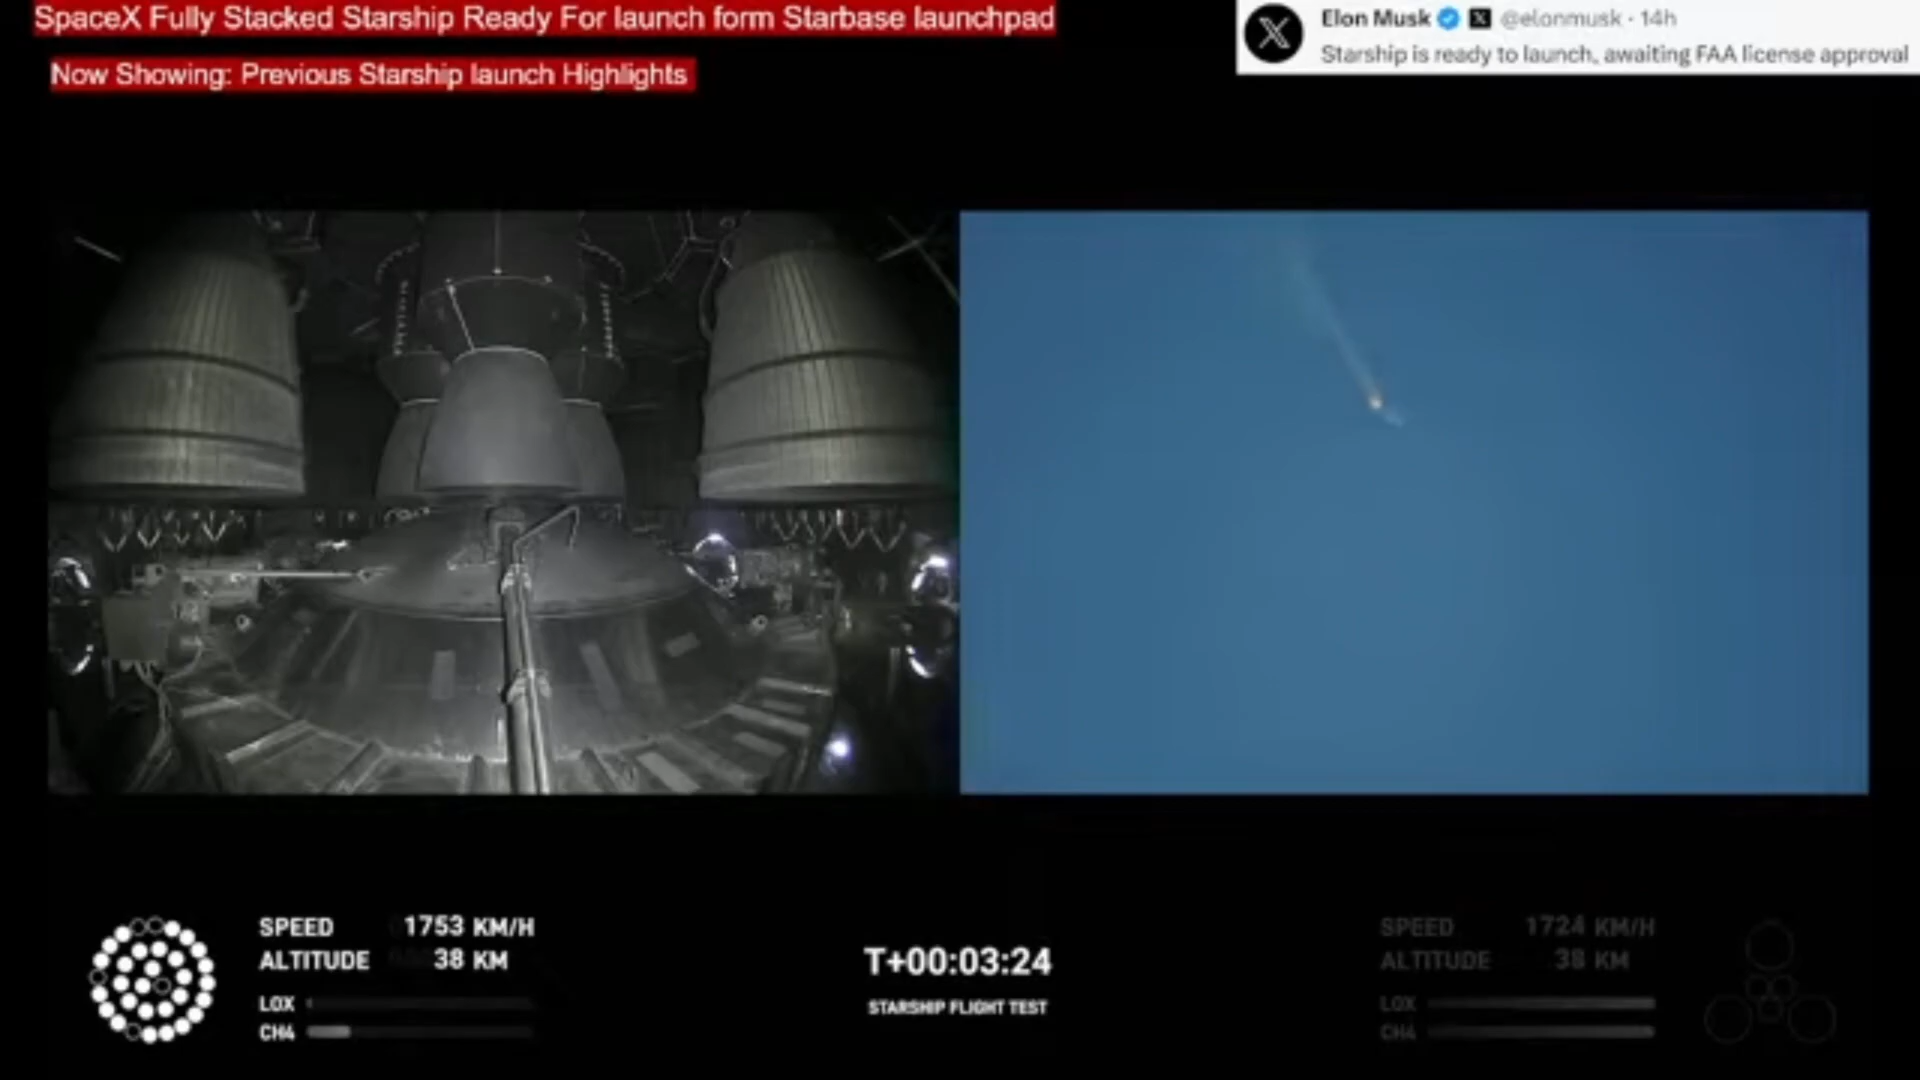 SpaceX Fully Stacked Starship Ready For launch form Starbase launchpad
Now Showing: Previous Starship launch Highlights
Elon Musk @elonmusk · 14h
Starship is ready to launch, awaiting FAA license approval
SPEED 1753 KM/H
ALTITUDE 38 KM
LOX
CH4
T+00:03:24
STARSHIP FLIGHT TEST
SPEED 1724 KM/H
ALTITUDE 38 KM
LOX
CH4